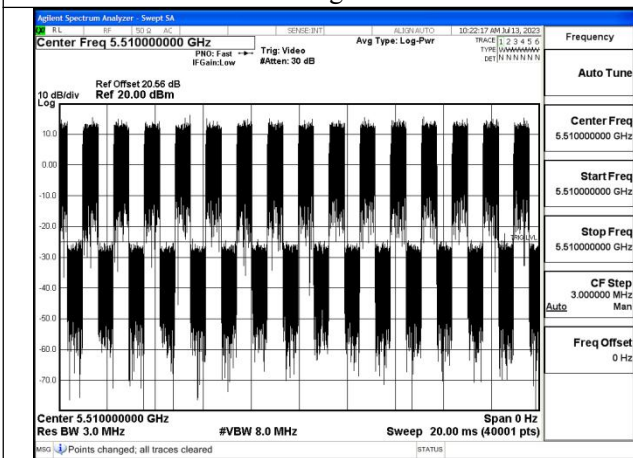 Agilent Spectrum Analyzer - Swept SA
RL RF 50 Ω AC SENSE:INT ALIGN AUTO 10:22:17 AM Jul 13, 2023
Center Freq 5.510000000 GHz
PNO: Fast
IFGain:Low
Trig: Video
#Atten: 30 dB
Avg Type: Log-Pwr
TRACE 1 2 3 4 5 6
TYPE WWWWWW
DET N N N N N N
Ref Offset 20.56 dB
10 dB/div Ref 20.00 dBm
Log
10.0
0.00
-10.0
-20.0
TRIG LVL
-30.0
-40.0
-50.0
-60.0
-70.0
Center 5.510000000 GHz Span 0 Hz
Res BW 3.0 MHz #VBW 8.0 MHz Sweep 20.00 ms (40001 pts)
MSG Points changed; all traces cleared STATUS
Frequency
Auto Tune
Center Freq
5.510000000 GHz
Start Freq
5.510000000 GHz
Stop Freq
5.510000000 GHz
CF Step
3.000000 MHz
Auto Man
Freq Offset
0 Hz